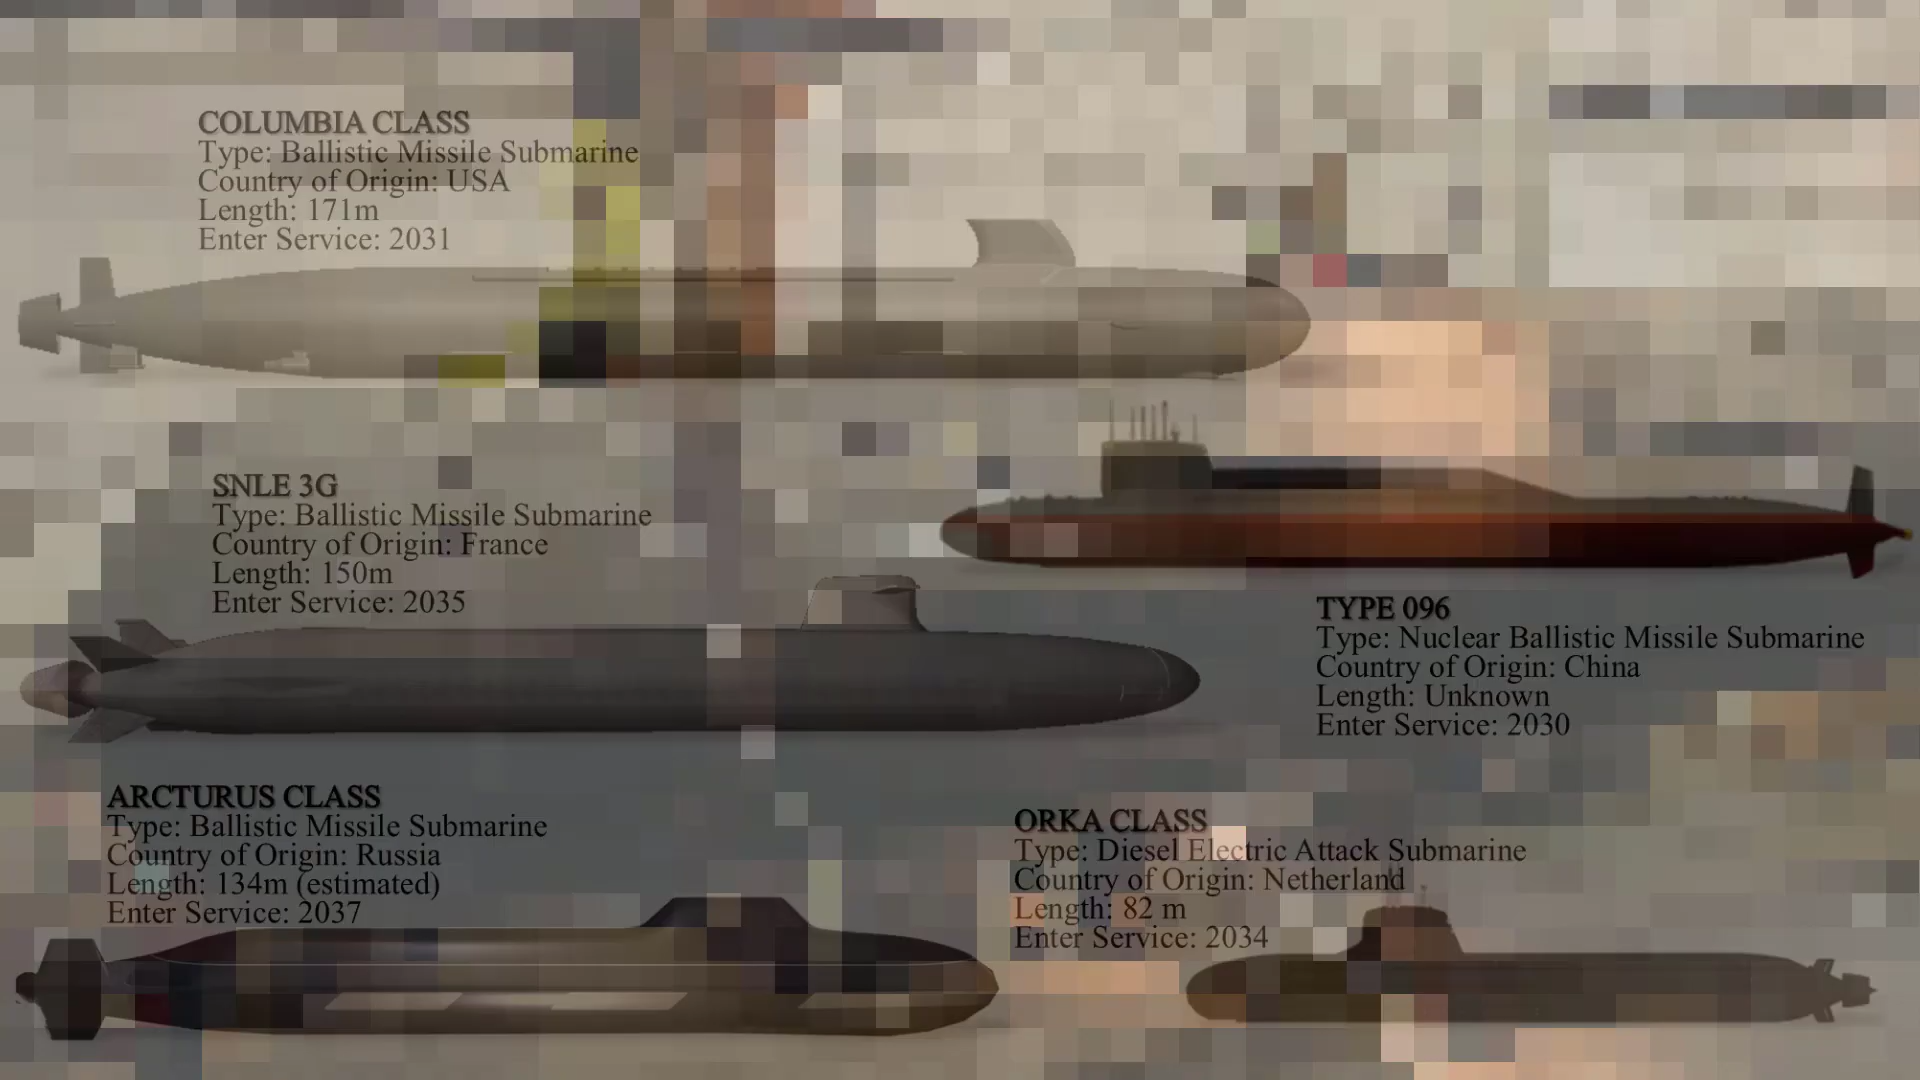 COLUMBIA CLASS
Type: Ballistic Missile Submarine
Country of Origin: USA
Length: 171m
Enter Service: 2031
SNLE 3G
Type: Ballistic Missile Submarine
Country of Origin: France
Length: 150m
Enter Service: 2035
TYPE 096
Type: Nuclear Ballistic Missile Submarine
Country of Origin: China
Length: Unknown
Enter Service: 2030
ARCTURUS CLASS
Type: Ballistic Missile Submarine
Country of Origin: Russia
Length: 134m (estimated)
Enter Service: 2037
ORKA CLASS
Type: Diesel Electric Attack Submarine
Country of Origin: Netherland
Length: 82 m
Enter Service: 2034